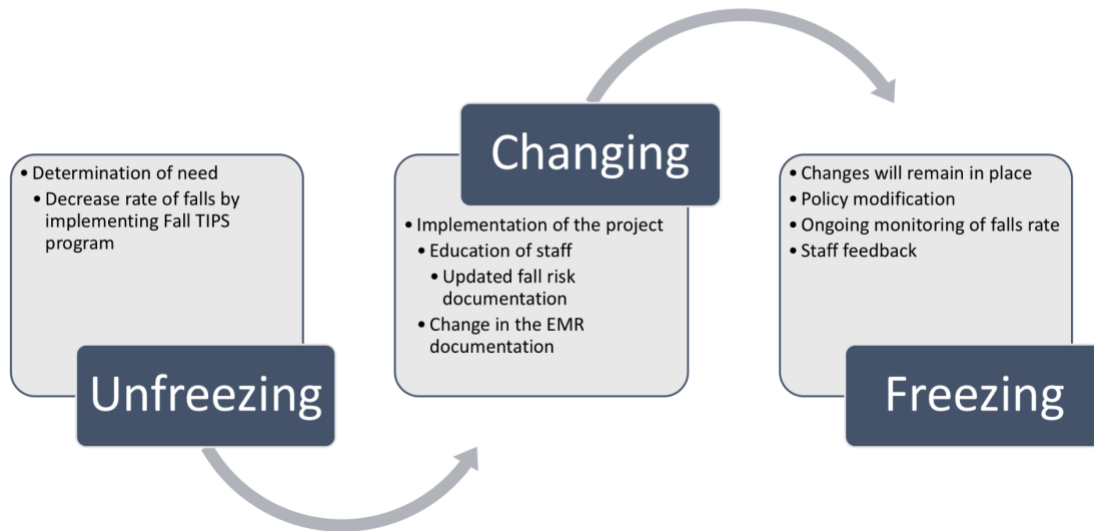 • Determination of need
• Decrease rate of falls by
implementing Fall TIPS
program
Unfreezing
Changing
• Implementation of the project
• Education of staff
• Updated fall risk
documentation
• Change in the EMR
documentation
• Changes will remain in place
• Policy modification
• Ongoing monitoring of falls rate
• Staff feedback
Freezing